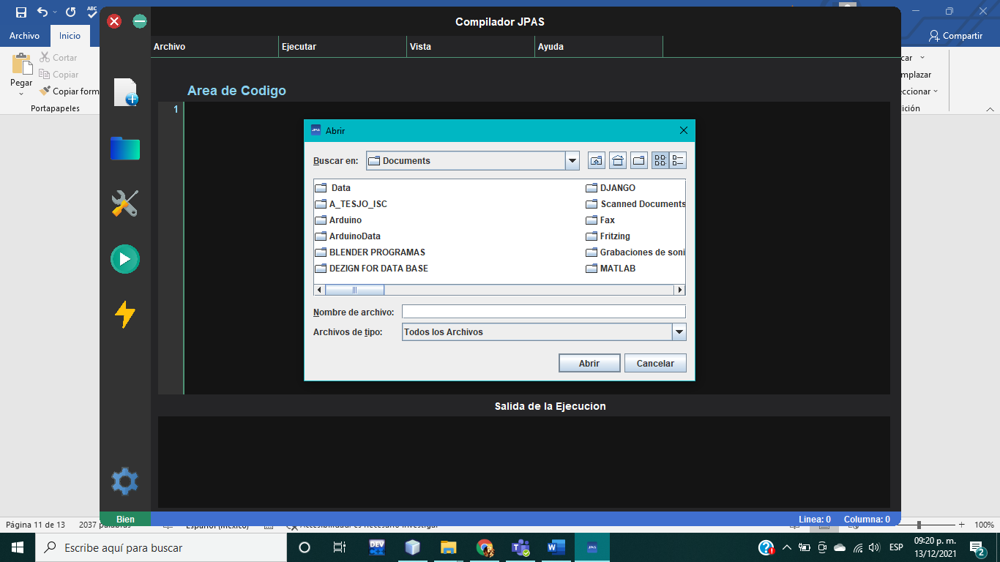 ABC
Compilador JPAS
Archivo
Inicio
Compartir
Archivo
Ejecutar
Vista
Ayuda
Pegar
Cortar
Copiar
Copiar form
Portapapeles
car
mplazar
eccionar
ición
Area de Codigo
1
JPAS
Abrir
Buscar en:
Documents
Data
A_TESJO_ISC
Arduino
ArduinoData
BLENDER PROGRAMAS
DEZIGN FOR DATA BASE
DJANGO
Scanned Documents
Fax
Fritzing
Grabaciones de soni
MATLAB
Nombre de archivo:
Archivos de tipo:
Todos los Archivos
Abrir
Cancelar
Salida de la Ejecucion
Bien
Linea: 0
Columna: 0
Página 11 de 13
2037 palabras
Español (México)
Accesibilidad: es necesario investigar
100%
Escribe aquí para buscar
DEV
JPAS
ESP
09:20 p. m.
13/12/2021
2